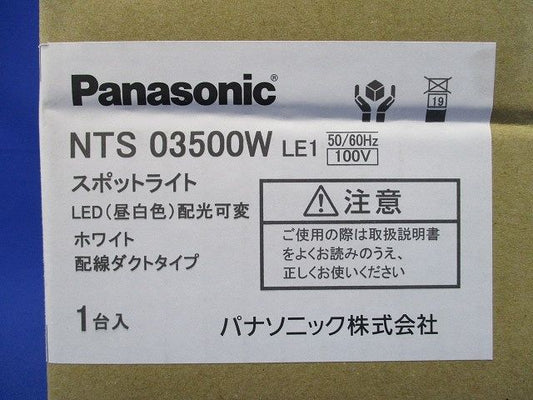 Panasonic®
19
NTS 03500W LE1 50/60Hz
100V
スポットライト
LED(昼白色)配光可変
ホワイト
配線ダクトタイプ
⚠注意
ご使用の際は取扱説明書
をよくお読みのうえ、
正しくお使いください
1台入
パナソニック株式会社